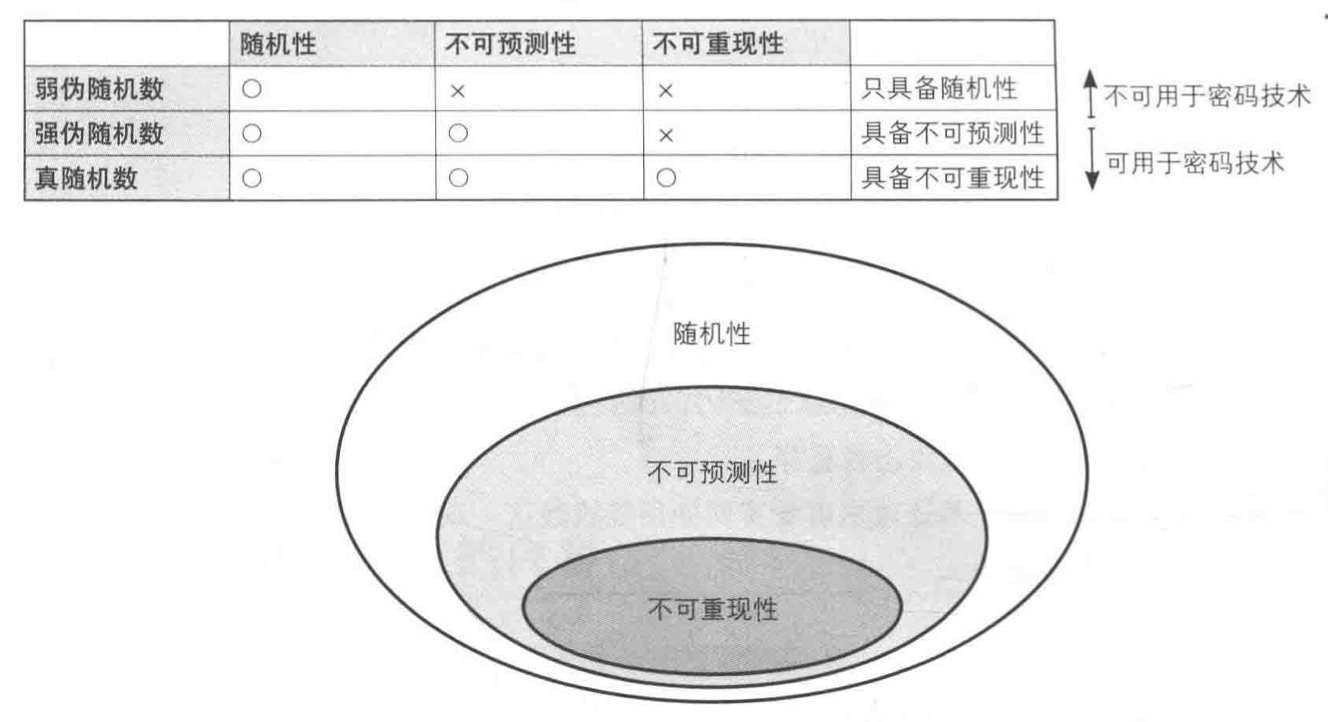 随机性 不可预测性 不可重现性
弱伪随机数 ○ × × 只具备随机性
强伪随机数 ○ ○ × 具备不可预测性
真随机数 ○ ○ ○ 具备不可重现性
不可用于密码技术
可用于密码技术
随机性
不可预测性
不可重现性